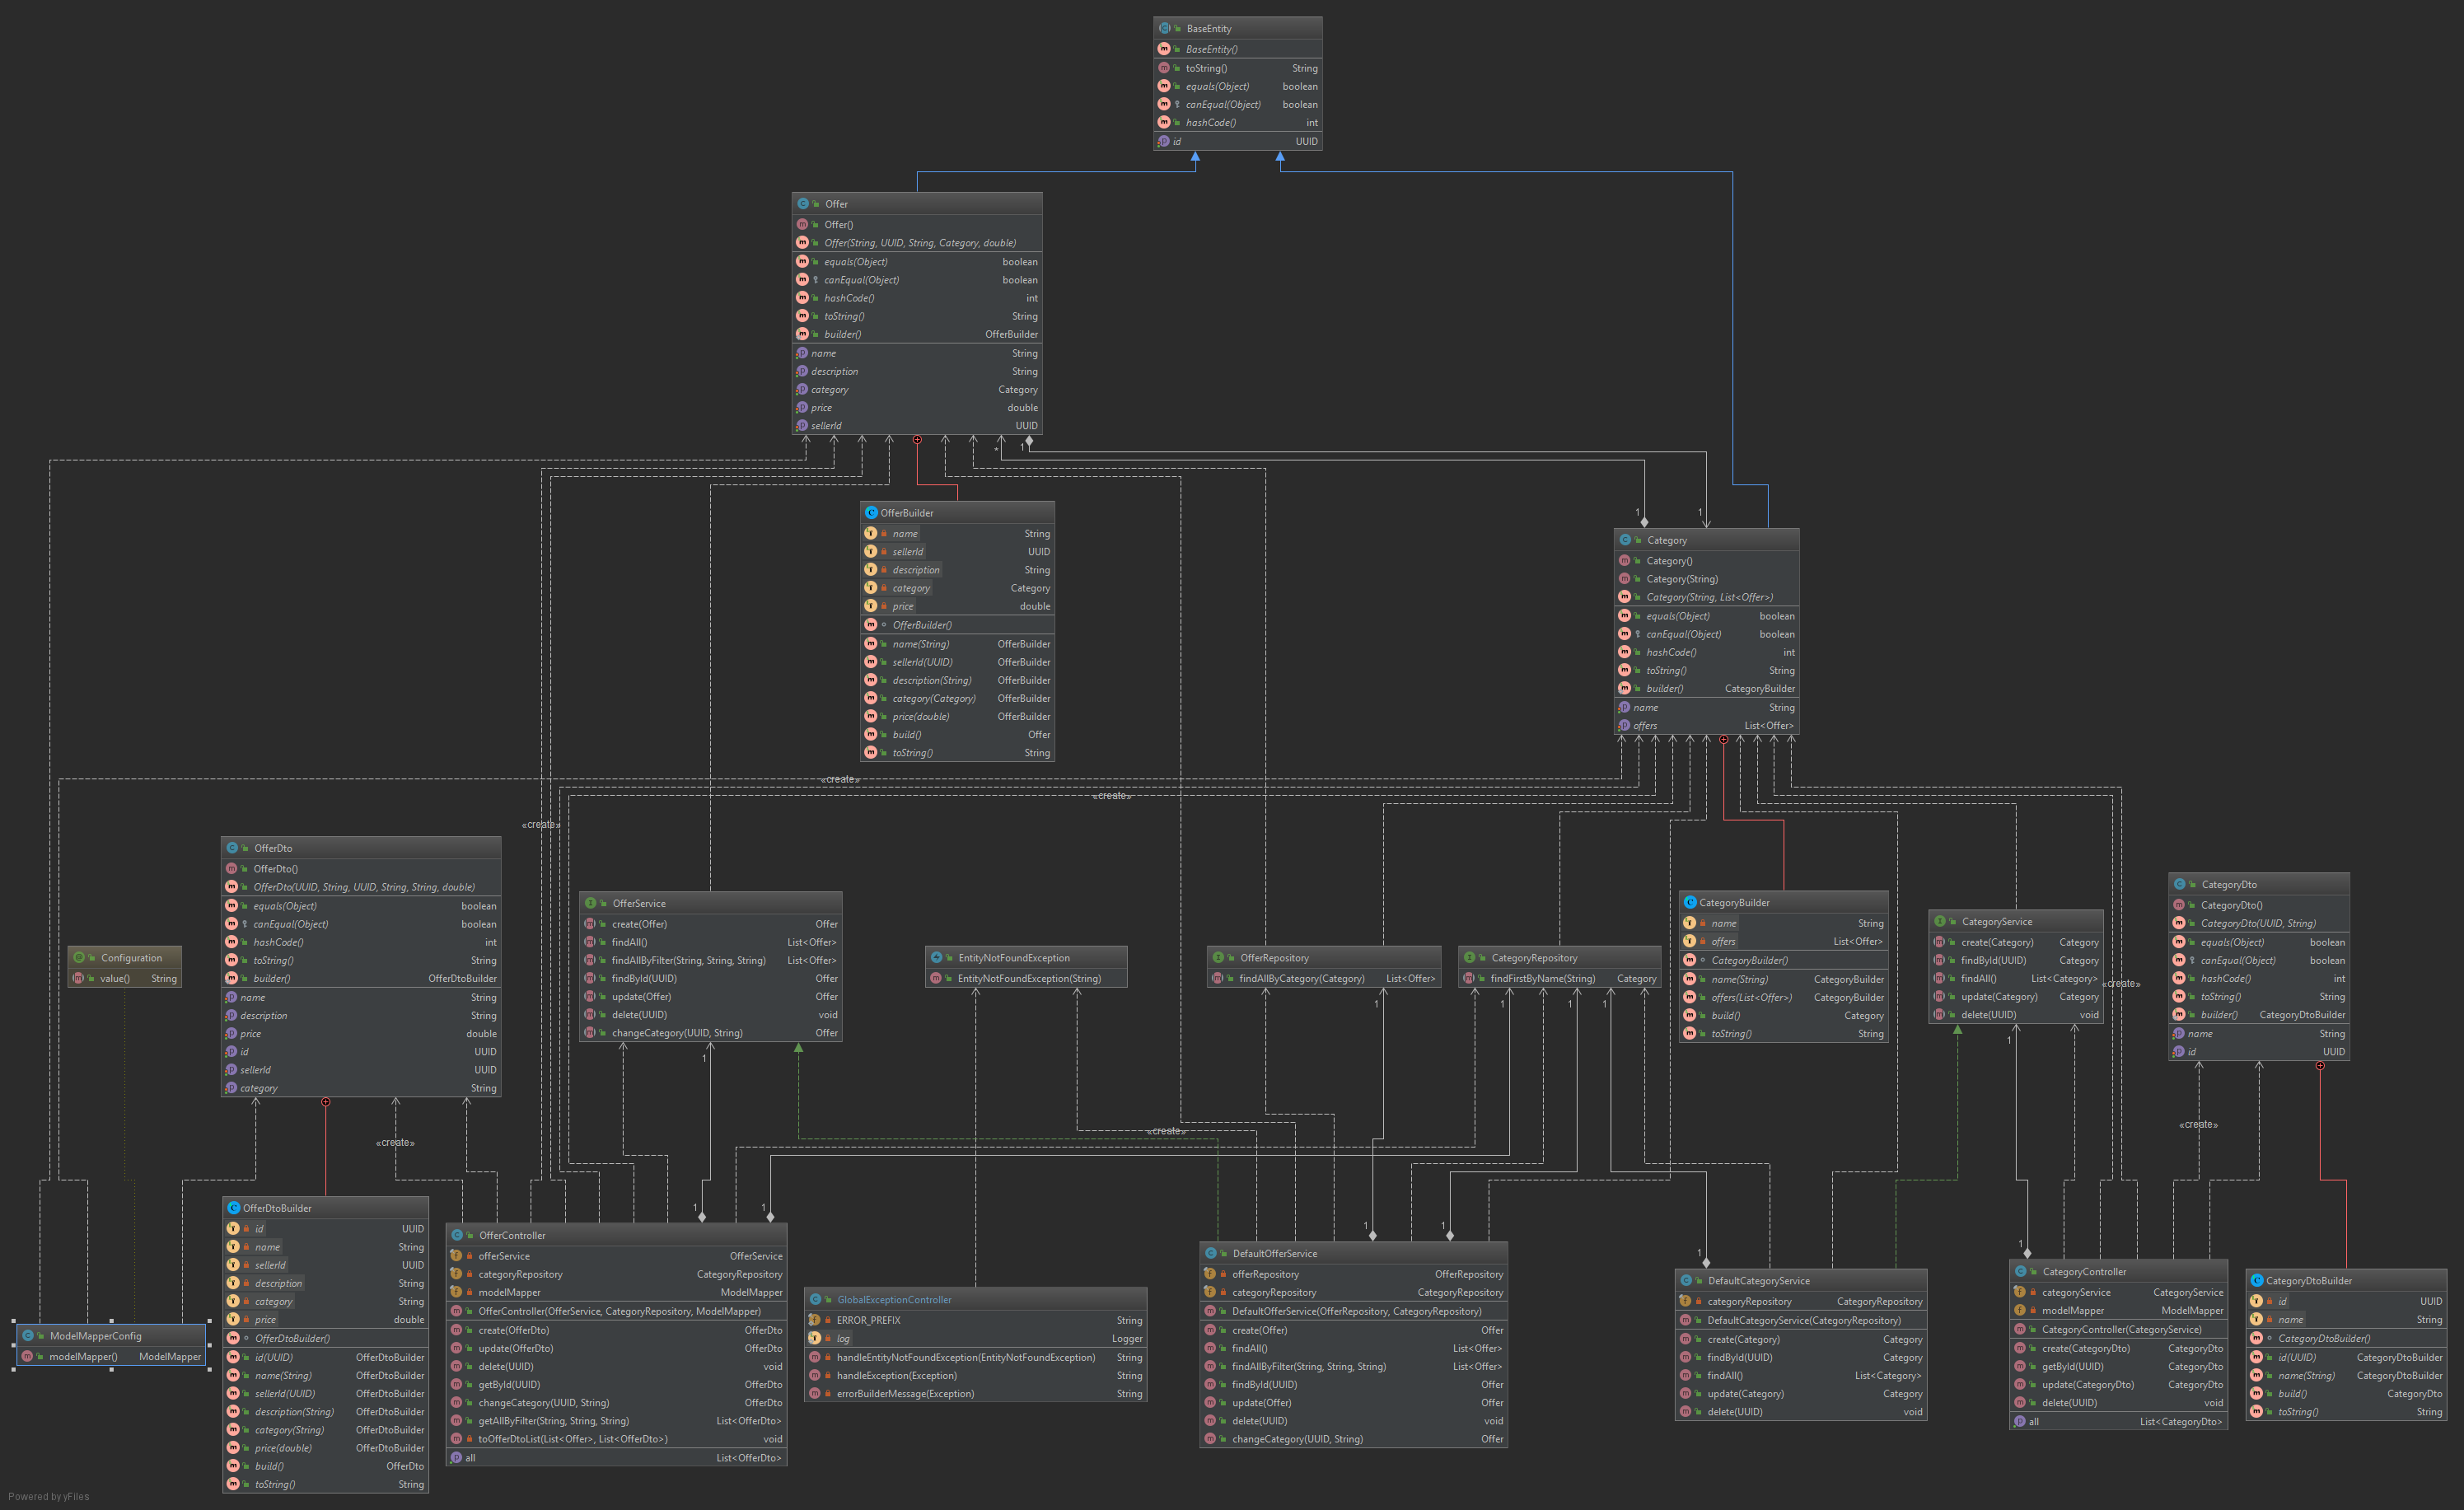 BaseEntity
BaseEntity()
toString() String
equals(Object) boolean
canEqual(Object) boolean
hashCode() int
id UUID
Offer
Offer()
Offer(String, UUID, String, Category, double)
equals(Object) boolean
canEqual(Object) boolean
hashCode() int
toString() String
builder() OfferBuilder
name String
description String
category Category
price double
sellerId UUID
* 1
OfferBuilder
name String
sellerId UUID
description String
category Category
price double
OfferBuilder()
name(String) OfferBuilder
sellerId(UUID) OfferBuilder
description(String) OfferBuilder
category(Category) OfferBuilder
price(double) OfferBuilder
build() Offer
toString() String
1 1
Category
Category()
Category(String)
Category(String, List<Offer>)
equals(Object) boolean
canEqual(Object) boolean
hashCode() int
toString() String
builder() CategoryBuilder
name String
offers List<Offer>
«create»
«create»
«create»
OfferDto
OfferDto()
OfferDto(UUID, String, UUID, String, String, double)
equals(Object) boolean
canEqual(Object) boolean
hashCode() int
toString() String
builder() OfferDtoBuilder
name String
description String
price double
id UUID
sellerId UUID
category String
Configuration
value() String
OfferService
create(Offer) Offer
findAll() List<Offer>
findAllByFilter(String, String, String) List<Offer>
findById(UUID) Offer
update(Offer) Offer
delete(UUID) void
changeCategory(UUID, String) Offer
EntityNotFoundException
EntityNotFoundException(String)
OfferRepository
findAllByCategory(Category) List<Offer>
CategoryRepository
findFirstByName(String) Category
CategoryBuilder
name String
offers List<Offer>
CategoryBuilder()
name(String) CategoryBuilder
offers(List<Offer>) CategoryBuilder
build() Category
toString() String
CategoryService
create(Category) Category
findById(UUID) Category
findAll() List<Category>
update(Category) Category
delete(UUID) void
«create»
CategoryDto
CategoryDto()
CategoryDto(UUID, String)
equals(Object) boolean
canEqual(Object) boolean
hashCode() int
toString() String
builder() CategoryDtoBuilder
name String
id UUID
1 1 1 1 1 1
«create»
«create»
«create»
1 1 1 1 1 1
ModelMapperConfig
modelMapper() ModelMapper
OfferDtoBuilder
id UUID
name String
sellerId UUID
description String
category String
price double
OfferDtoBuilder()
id(UUID) OfferDtoBuilder
name(String) OfferDtoBuilder
sellerId(UUID) OfferDtoBuilder
description(String) OfferDtoBuilder
category(String) OfferDtoBuilder
price(double) OfferDtoBuilder
build() OfferDto
toString() String
OfferController
offerService OfferService
categoryRepository CategoryRepository
modelMapper ModelMapper
OfferController(OfferService, CategoryRepository, ModelMapper)
create(OfferDto) OfferDto
update(OfferDto) OfferDto
delete(UUID) void
getById(UUID) OfferDto
changeCategory(UUID, String) OfferDto
getAllByFilter(String, String, String) List<OfferDto>
toOfferDtoList(List<Offer>, List<OfferDto>) void
all List<OfferDto>
GlobalExceptionController
ERROR_PREFIX String
log Logger
handleEntityNotFoundException(EntityNotFoundException) String
handleException(Exception) String
errorBuilderMessage(Exception) String
DefaultOfferService
offerRepository OfferRepository
categoryRepository CategoryRepository
DefaultOfferService(OfferRepository, CategoryRepository)
create(Offer) Offer
findAll() List<Offer>
findAllByFilter(String, String, String) List<Offer>
findById(UUID) Offer
update(Offer) Offer
delete(UUID) void
changeCategory(UUID, String) Offer
DefaultCategoryService
categoryRepository CategoryRepository
DefaultCategoryService(CategoryRepository)
create(Category) Category
findById(UUID) Category
findAll() List<Category>
update(Category) Category
delete(UUID) void
CategoryController
categoryService CategoryService
modelMapper ModelMapper
CategoryController(CategoryService)
create(CategoryDto) CategoryDto
getById(UUID) CategoryDto
update(CategoryDto) CategoryDto
delete(UUID) void
all List<CategoryDto>
CategoryDtoBuilder
id UUID
name String
CategoryDtoBuilder()
id(UUID) CategoryDtoBuilder
name(String) CategoryDtoBuilder
build() CategoryDto
toString() String
Powered by yFiles